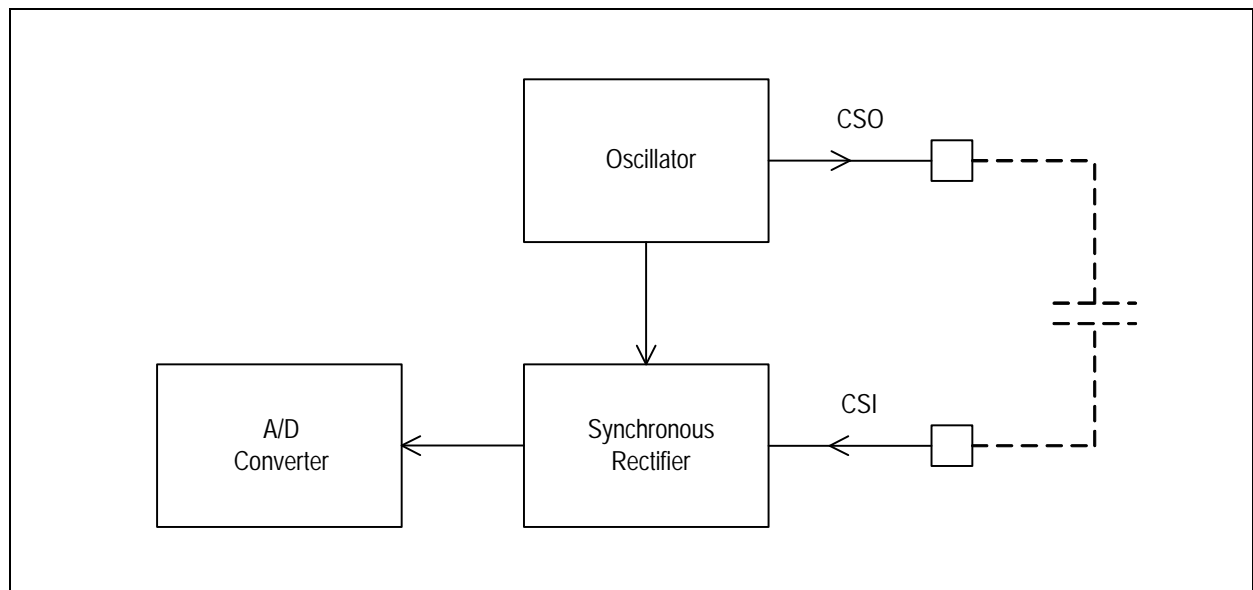 CSO
Oscillator
CSI
A/D
Converter
Synchronous
Rectifier